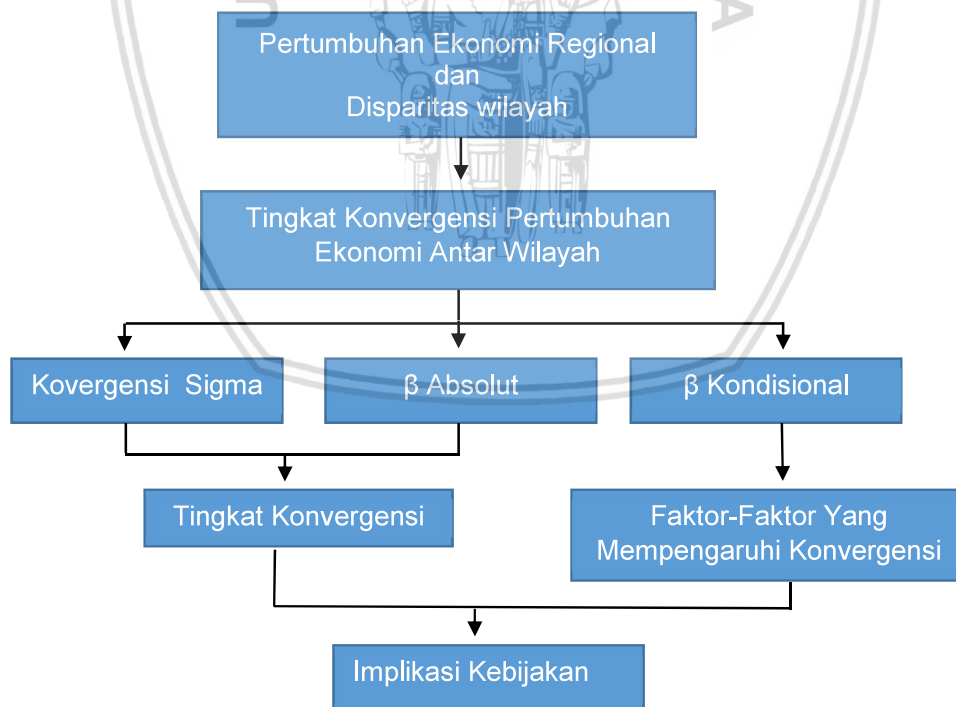 Pertumbuhan Ekonomi Regional
dan
Disparitas wilayah
Tingkat Konvergensi Pertumbuhan
Ekonomi Antar Wilayah
Kovergensi Sigma
β Absolut
β Kondisional
Tingkat Konvergensi
Faktor-Faktor Yang
Mempengaruhi Konvergensi
Implikasi Kebijakan